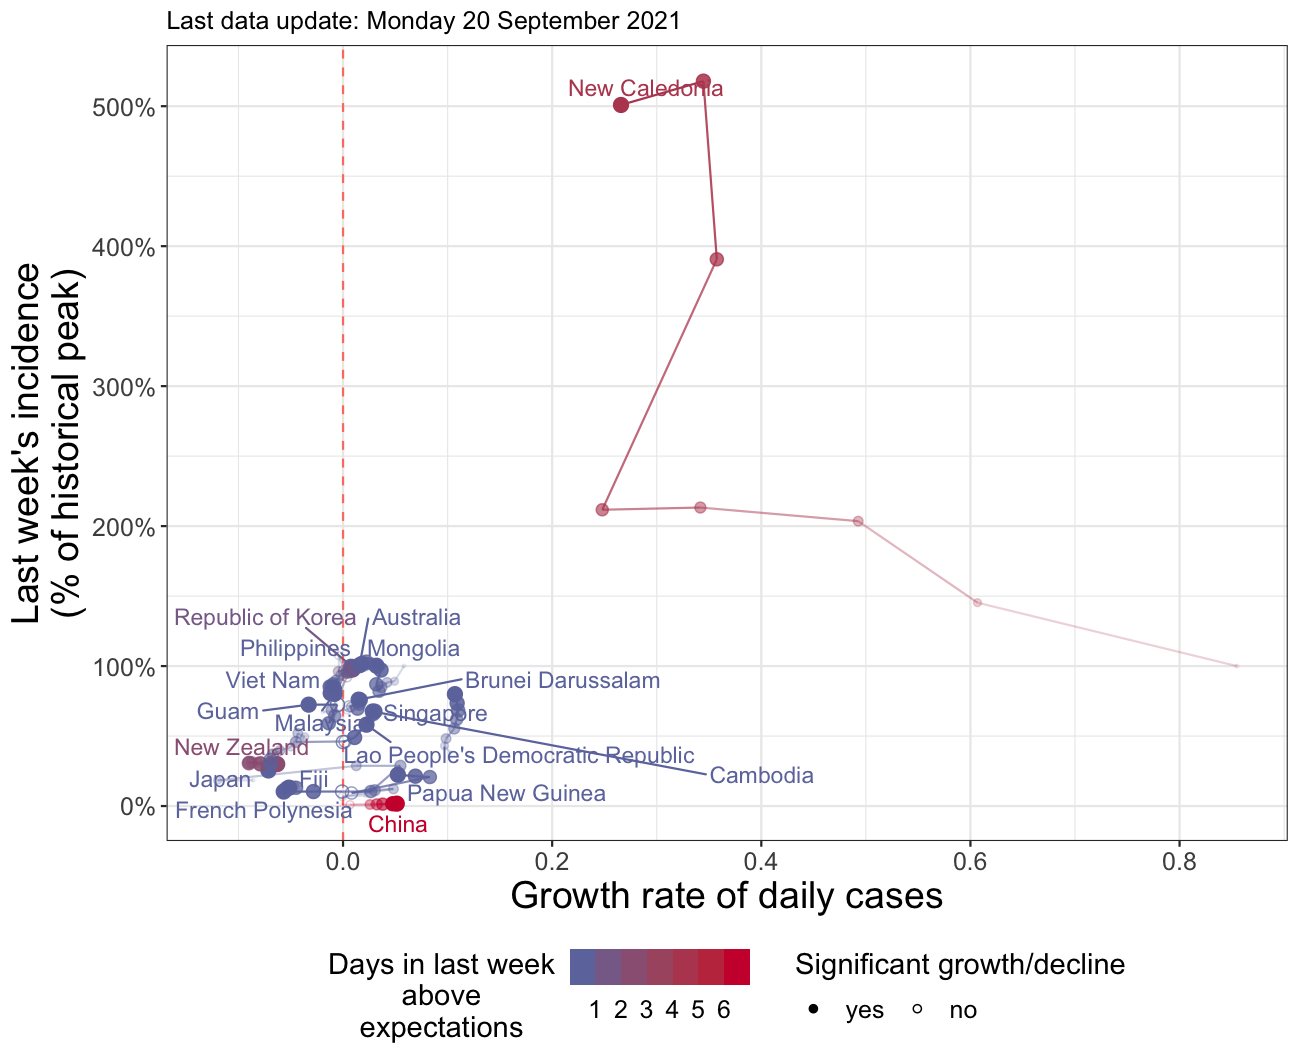 Last data update: Monday 20 September 2021
Last week's incidence
(% of historical peak)
500%
400%
300%
200%
100%
0%
New Caledonia
Republic of Korea
Australia
Philippines
Mongolia
Viet Nam
Brunei Darussalam
Guam
Malaysia
Singapore
New Zealand
Lao People's Democratic Republic
Japan
Fiji
Cambodia
Papua New Guinea
French Polynesia
China
0.0 0.2 0.4 0.6 0.8
Growth rate of daily cases
Days in last week
above
expectations
1 2 3 4 5 6
Significant growth/decline
yes no